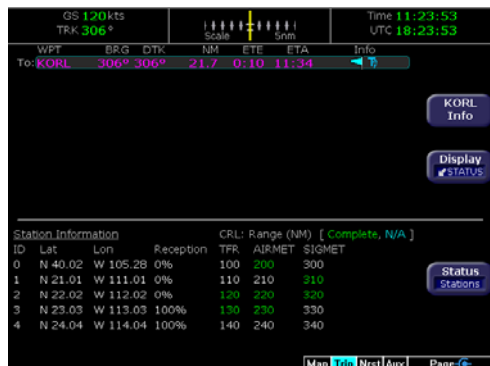 GS 120kts
TRK 306°
Scale 5nm
Time 11:23:53
UTC 18:23:53
WPT BRG DTK NM ETE ETA Info
To: KORL 306° 306° 21.7 0:10 11:34
KORL
Info
Display
STATUS
Station Information CRL: Range (NM) [ Complete, N/A ]
ID Lat Lon Reception TFR AIRMET SIGMET
0 N 40.02 W 105.28 0% 100 200 300
1 N 21.01 W 111.01 0% 110 210 310
2 N 22.02 W 112.02 0% 120 220 320
3 N 23.03 W 113.03 100% 130 230 330
4 N 24.04 W 114.04 100% 140 240 340
Status
Stations
Map Trip Nrst Aux Page